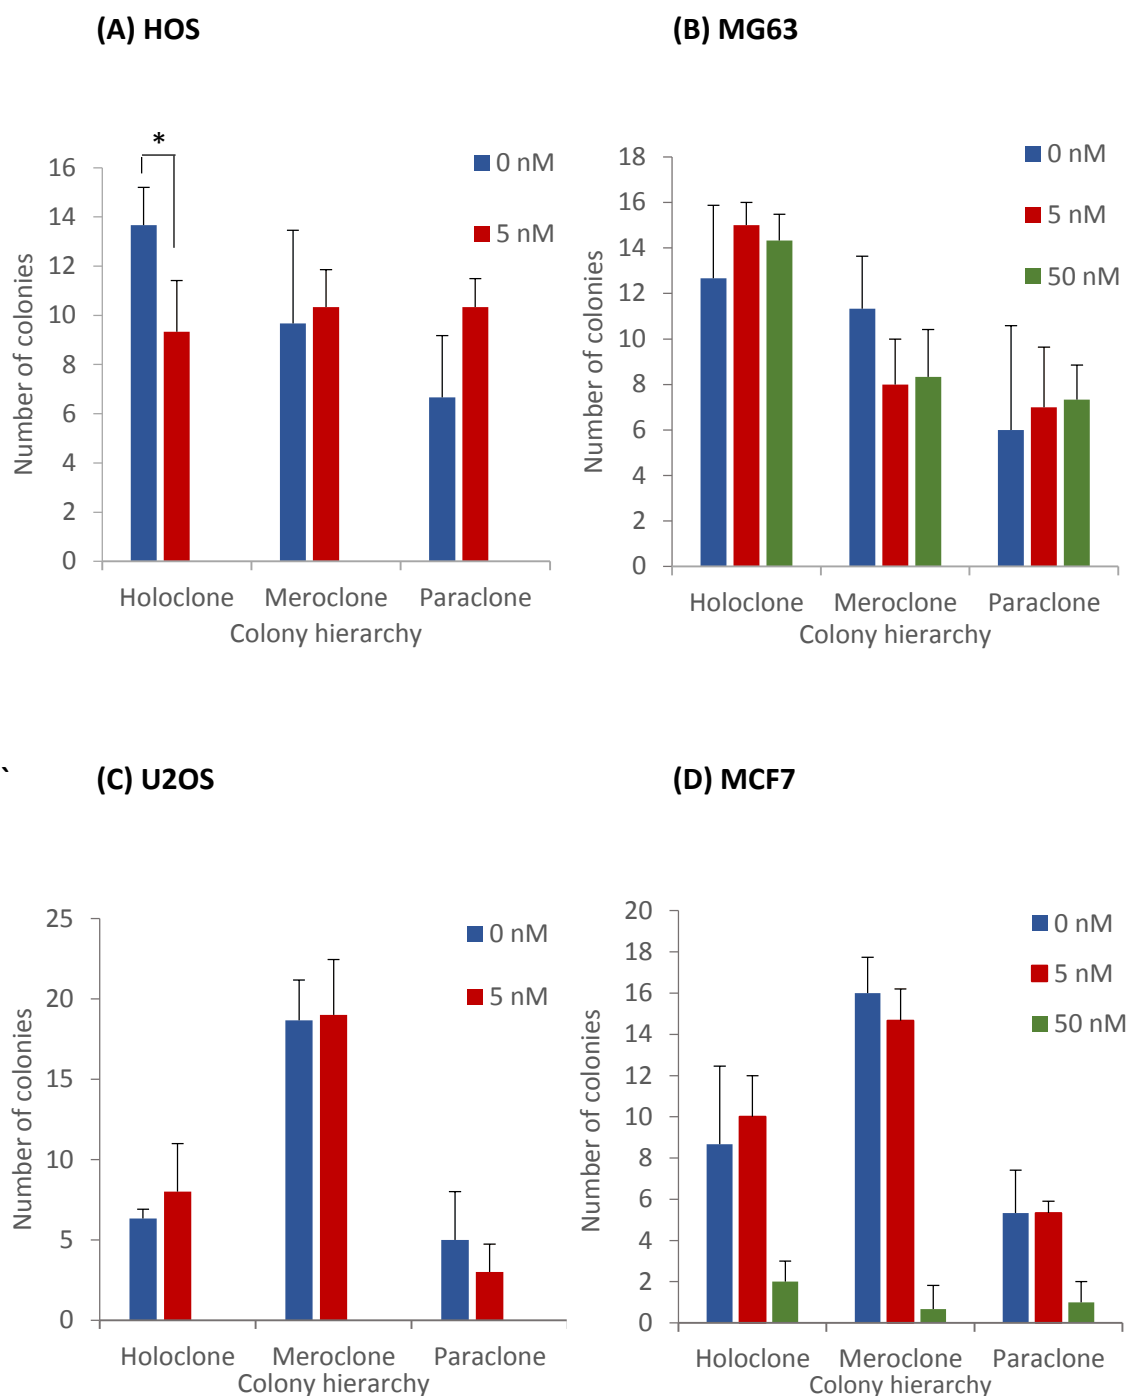 (A) HOS
*
16
14
12
10
8
6
4
2
0
Number of colonies
0 nM
5 nM
Holoclone Meroclone Paraclone
Colony hierarchy
(B) MG63
18
16
14
12
10
8
6
4
2
0
Number of colonies
0 nM
5 nM
50 nM
Holoclone Meroclone Paraclone
Colony hierarchy
`
(C) U2OS
25
20
15
10
5
0
Number of colonies
0 nM
5 nM
Holoclone Meroclone Paraclone
Colony hierarchy
(D) MCF7
20
18
16
14
12
10
8
6
4
2
0
Number of colonies
0 nM
5 nM
50 nM
Holoclone Meroclone Paraclone
Colony hierarchy